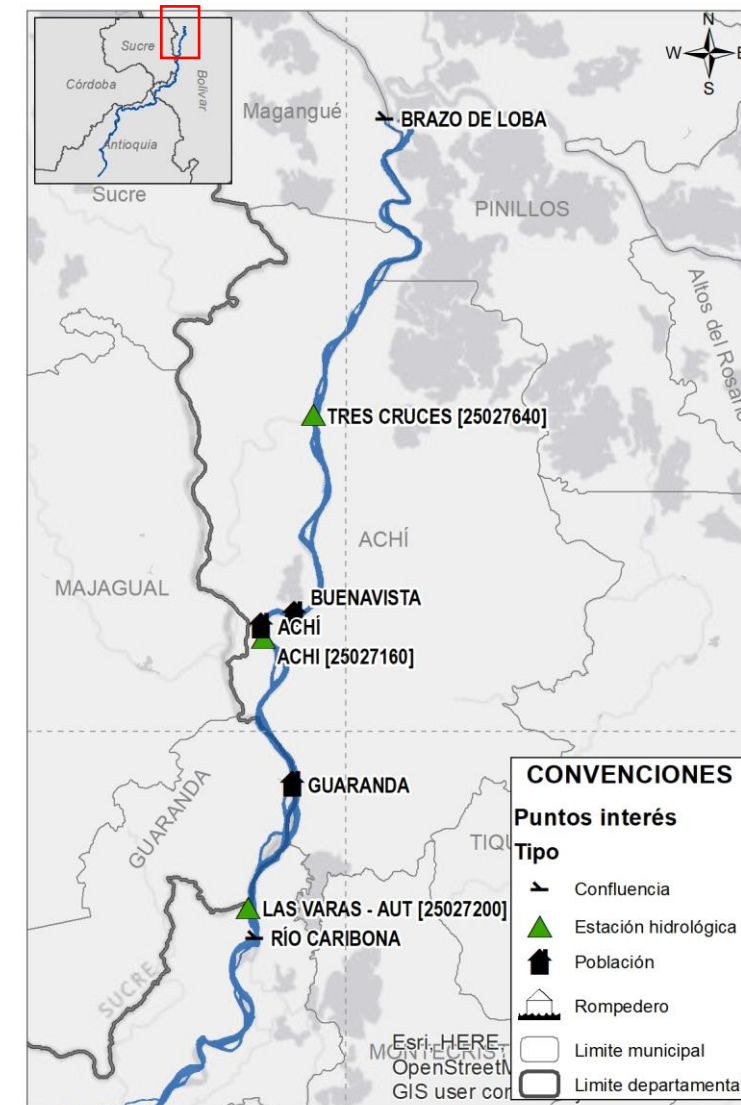 Sucre
Córdoba
Bolívar
Antioquia
N
W
E
S
Magangué
BRAZO DE LOBA
Sucre
PINILLOS
Altos del Rosario
TRES CRUCES [25027640]
ACHÍ
MAJAGUAL
BUENAVISTA
ACHÍ
ACHI [25027160]
GUARANDA
GUARANDA
TIQU
LAS VARAS - AUT [25027200]
RÍO CARIBONA
SUCRE
MONTECRIST
Esri, HERE,
OpenStreetM
GIS user cor
CONVENCIONES
Puntos interés
Tipo
Confluencia
Estación hidrológica
Población
Rompedero
Limite municipal
Limite departamenta